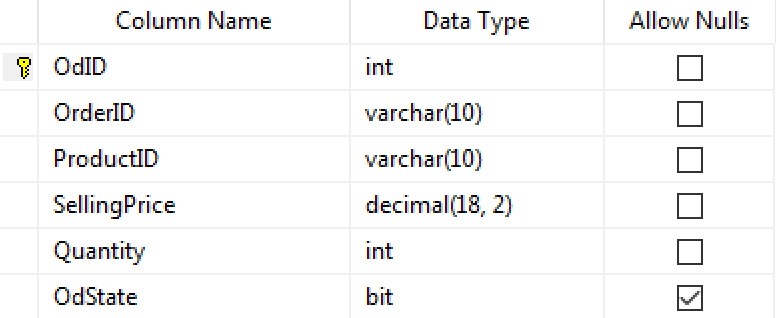 Column Name Data Type Allow Nulls
OdID int
OrderID varchar(10)
ProductID varchar(10)
SellingPrice decimal(18, 2)
Quantity int
OdState bit